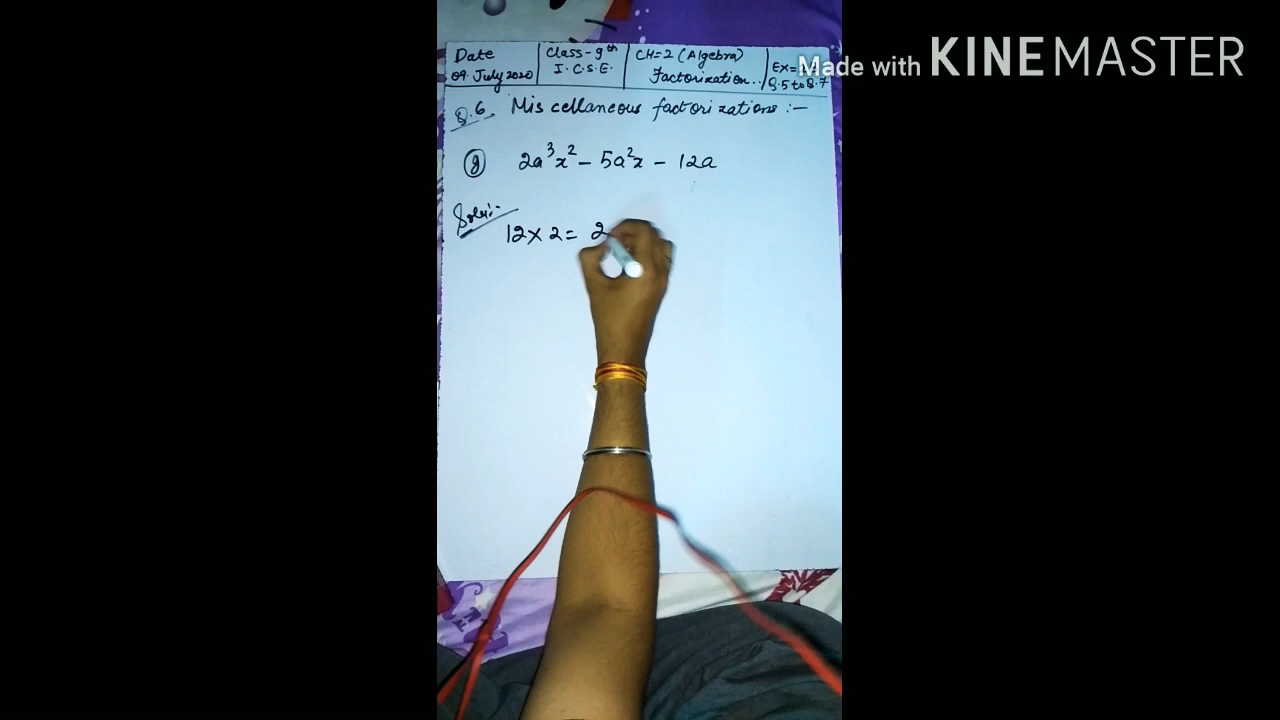 Made with KINEMASTER
Date
09 July 2020
Class-9th
I.C.S.E.
CH=2 (Algebra)
Factorization..
Ex=
Q.5 to Q.7
Q.6 Miscellaneous factorizations:-
g 2a³x² - 5a²x - 12a
Soln:-
12 × 2 = 2